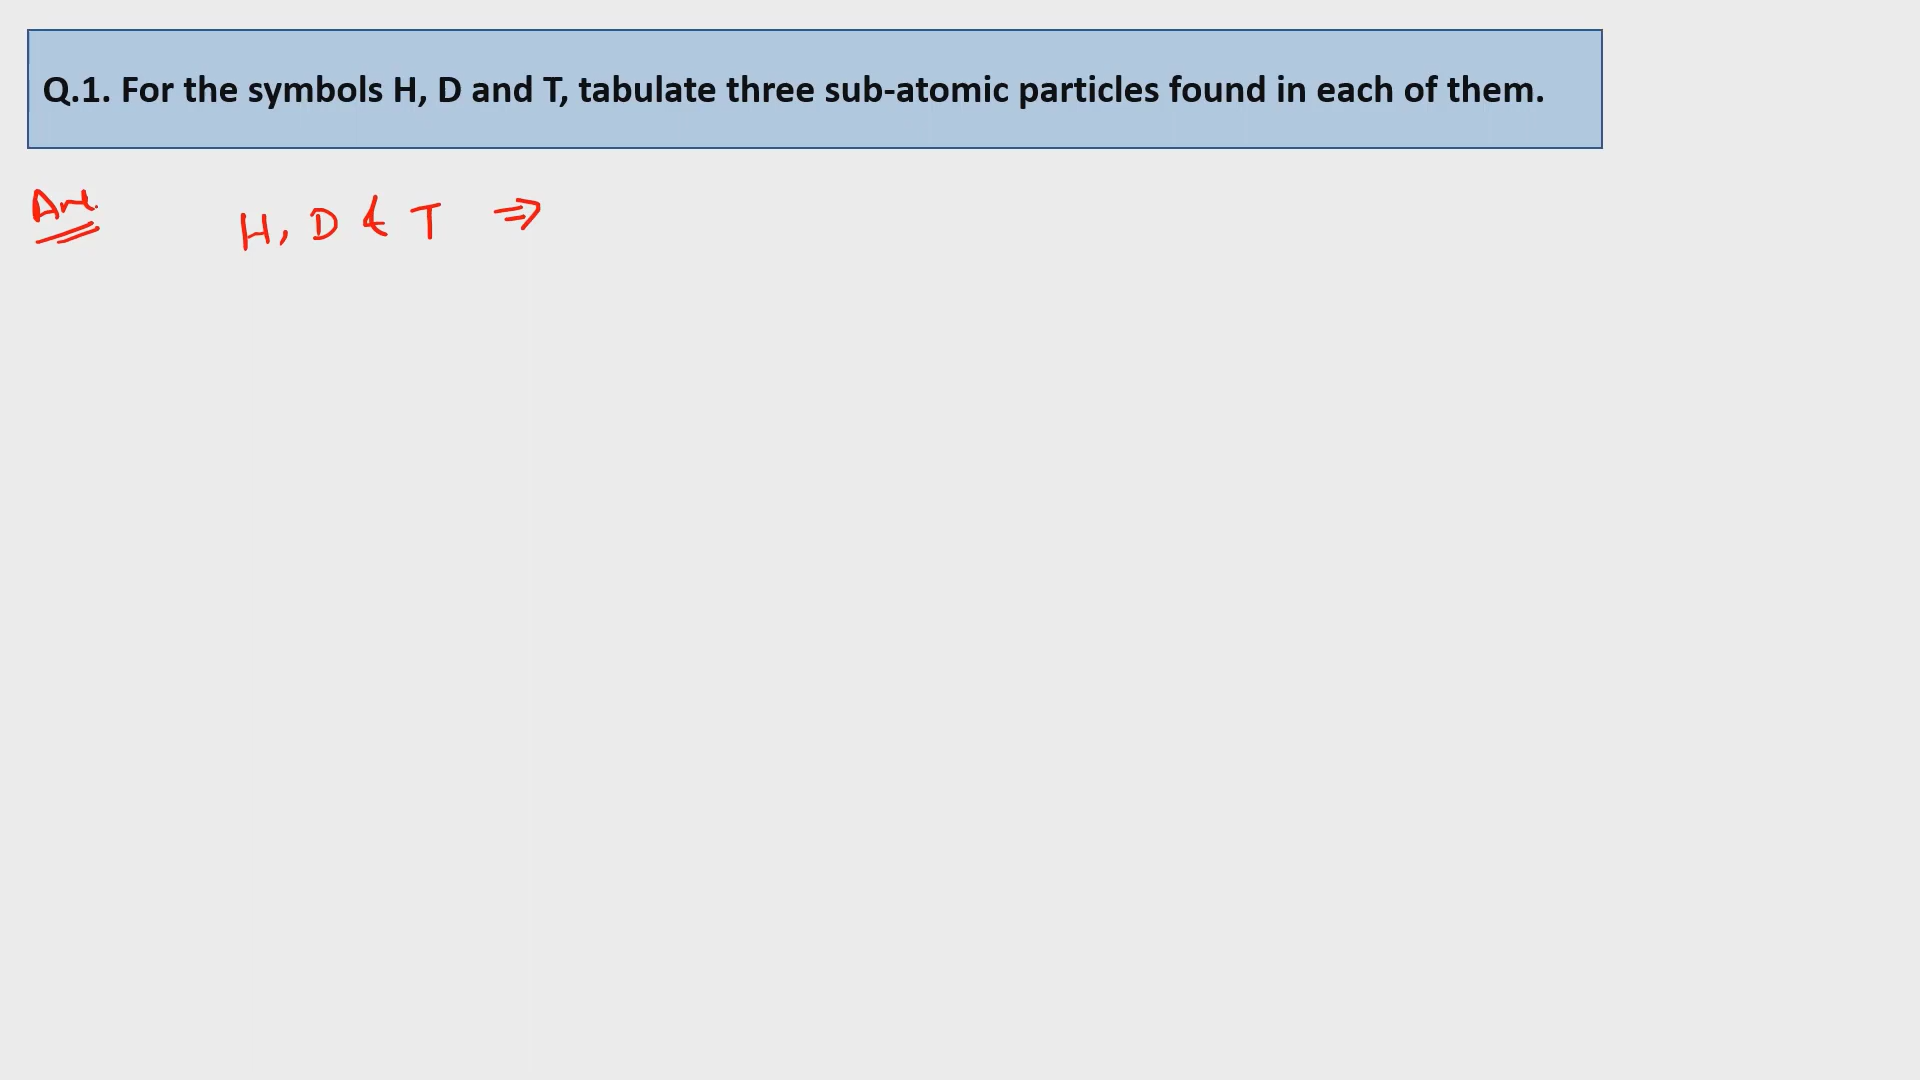 Q.1. For the symbols H, D and T, tabulate three sub-atomic particles found in each of them.
Ans.
H, D & T ⇒